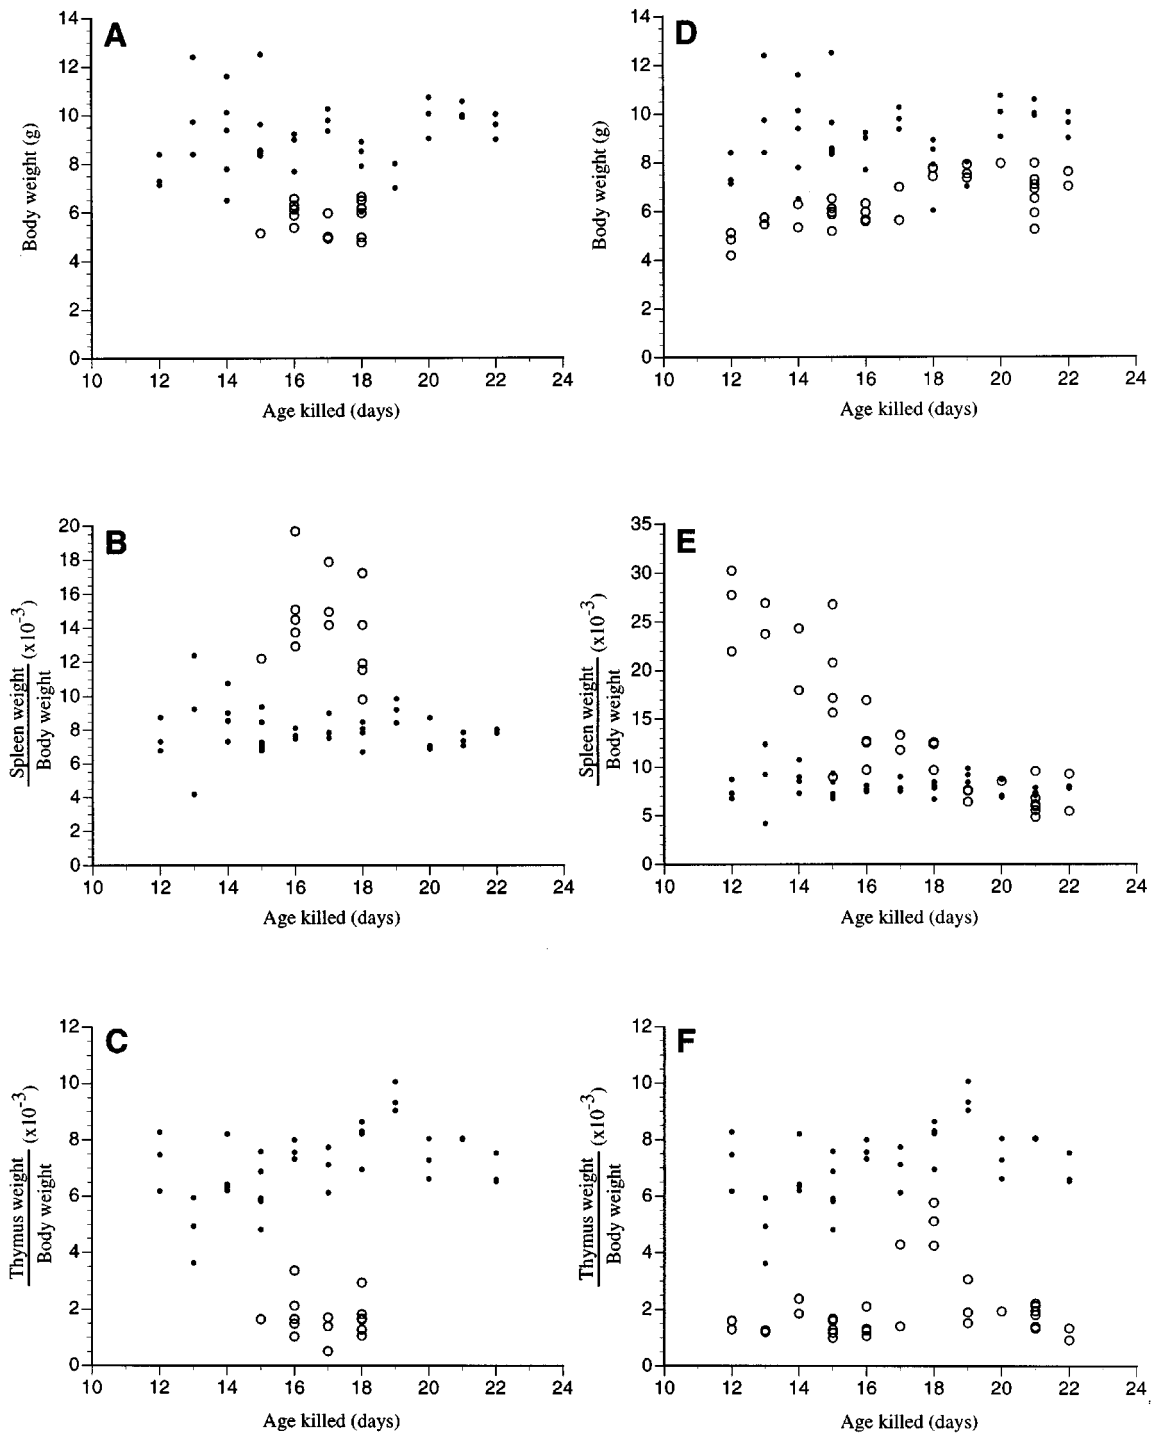 A
Body weight (g)
14
12
10
8
6
4
2
0
10 12 14 16 18 20 22 24
Age killed (days)
D
Body weight (g)
14
12
10
8
6
4
2
0
10 12 14 16 18 20 22 24
Age killed (days)
B
Spleen weight (x10⁻³)
Body weight
20
18
16
14
12
10
8
6
4
2
0
10 12 14 16 18 20 22 24
Age killed (days)
E
Spleen weight (x10⁻³)
Body weight
35
30
25
20
15
10
5
0
10 12 14 16 18 20 22 24
Age killed (days)
C
Thymus weight (x10⁻³)
Body weight
12
10
8
6
4
2
0
10 12 14 16 18 20 22 24
Age killed (days)
F
Thymus weight (x10⁻³)
Body weight
12
10
8
6
4
2
0
10 12 14 16 18 20 22 24
Age killed (days)